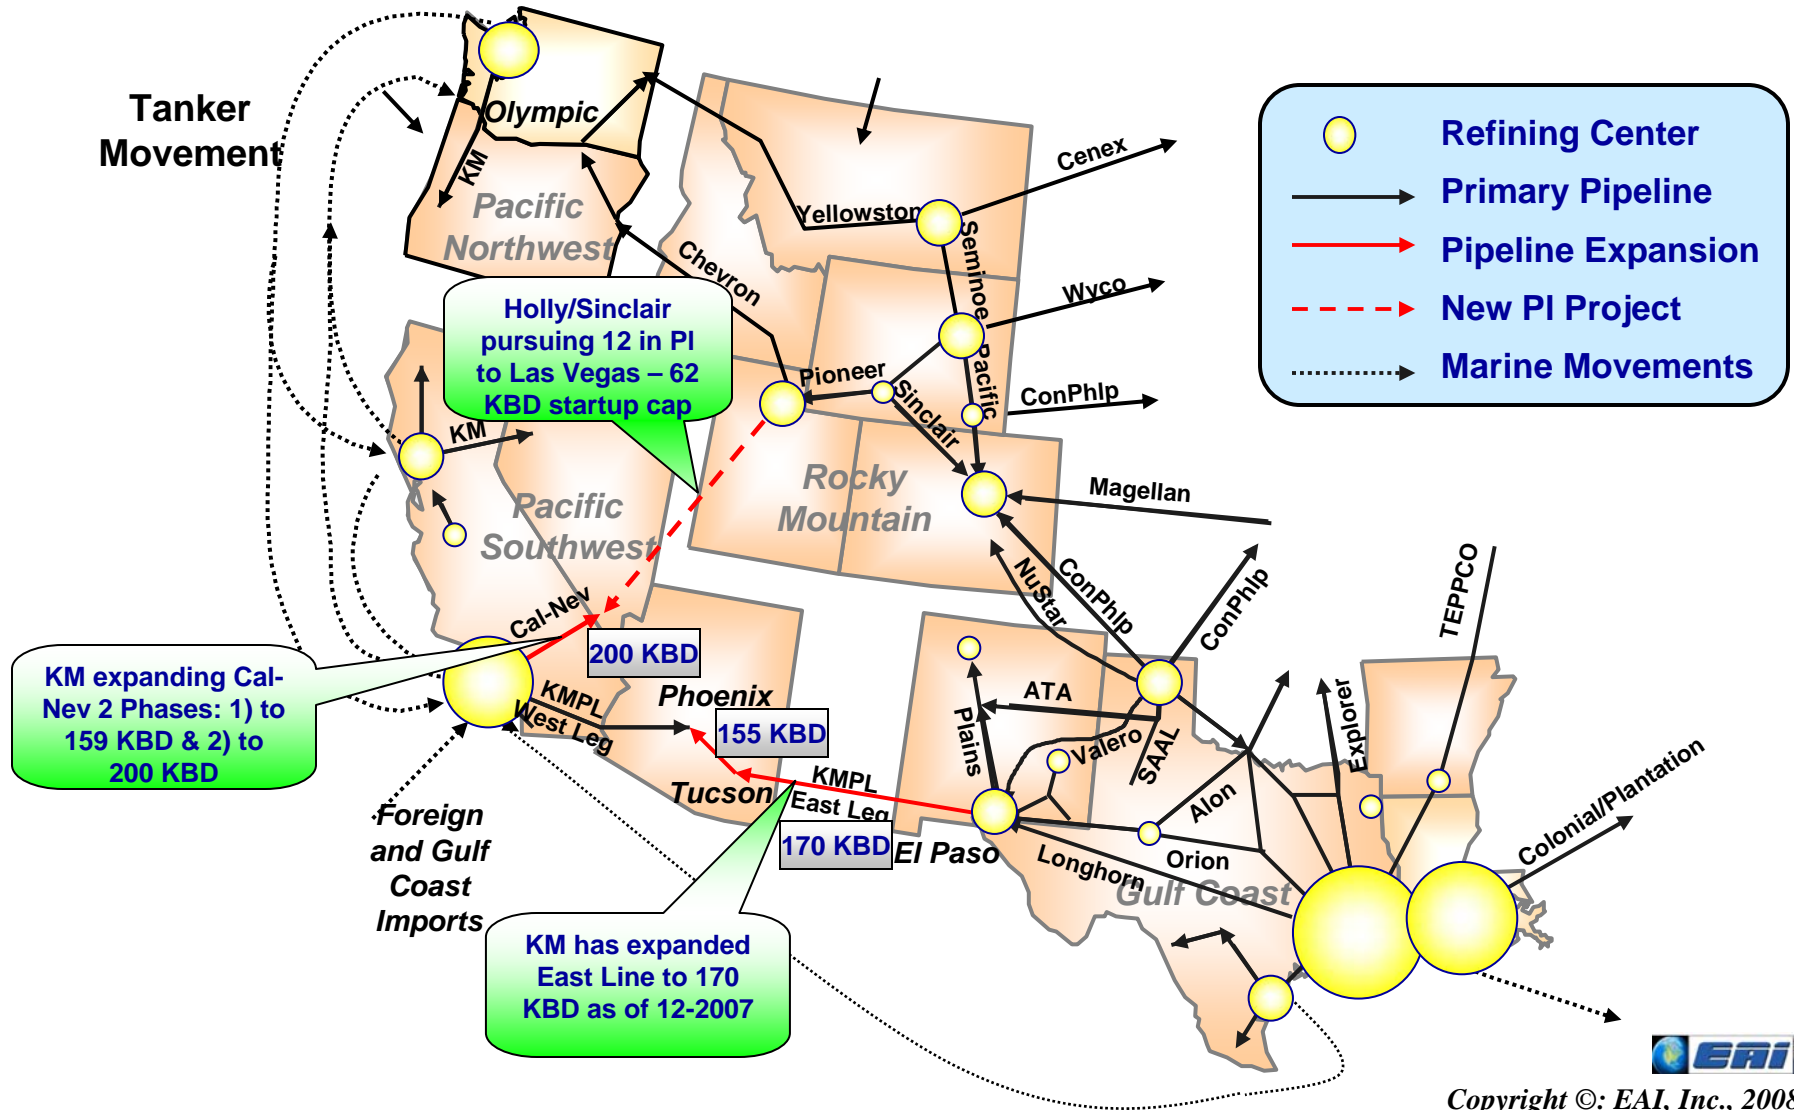 Tanker
Movement
Olympic
KM
Pacific
Northwest
Chevron
Yellowston
Cenex
Seminoe
Wyco
Pacific
Pioneer
Sinclair
ConPhlp
Refining Center
Primary Pipeline
Pipeline Expansion
New Pl Project
Marine Movements
Holly/Sinclair
pursuing 12 in Pl
to Las Vegas – 62
KBD startup cap
KM
Pacific
Southwest
Rocky
Mountain
Magellan
NuStar
ConPhlp
ConPhlp
TEPPCO
Cal-Nev
200 KBD
KM expanding Cal-
Nev 2 Phases: 1) to
159 KBD & 2) to
200 KBD
KMPL
West Leg
Phoenix
155 KBD
Tucson
KMPL
East Leg
170 KBD
El Paso
Plains
ATA
Valero
SAAL
Alon
Explorer
Orion
Longhorn
Gulf Coast
Colonial/Plantation
Foreign
and Gulf
Coast
Imports
KM has expanded
East Line to 170
KBD as of 12-2007
EAI
Copyright ©: EAI, Inc., 2008